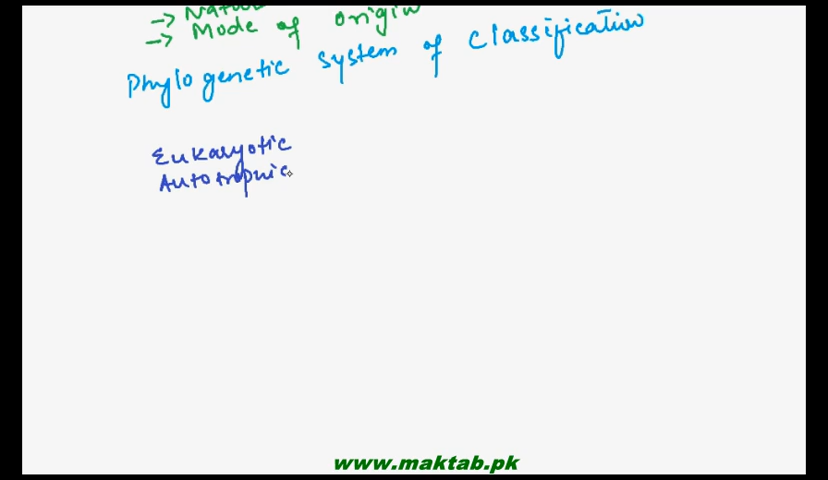 ->
-> Mode of origin
Phylogenetic system of classification
Eukaryotic
Autotrophic
www.maktab.pk